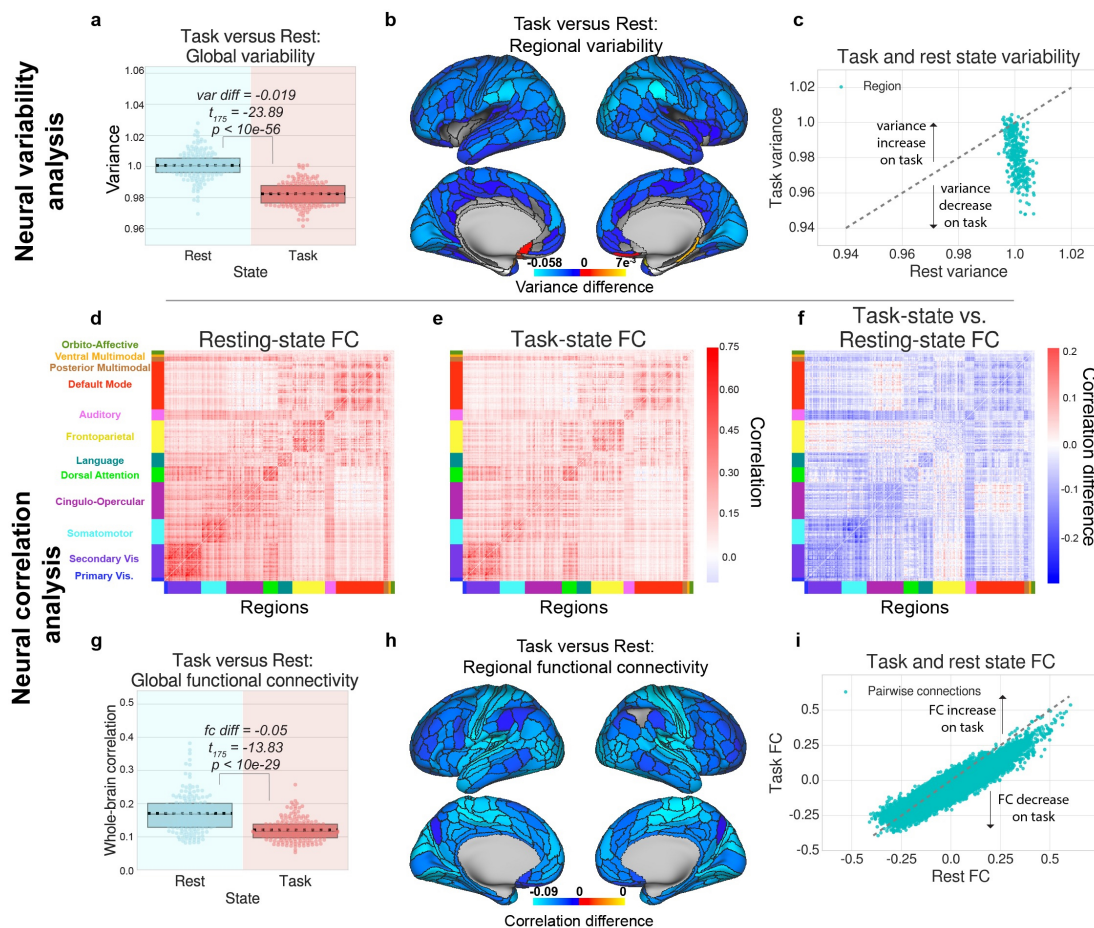 Neural variability
analysis
a
Task versus Rest:
Global variability
1.06
1.04
1.02
1.00
0.98
0.96
Variance
var diff = -0.019
t175 = -23.89
p < 10e-56
Rest
Task
State
b
Task versus Rest:
Regional variability
-0.058
0
7e-3
Variance difference
c
Task and rest state variability
1.02
1.0
0.98
0.96
0.94
Task variance
Region
variance
increase
on task
variance
decrease
on task
0.94
0.96
0.98
1.00
1.02
Rest variance
Neural correlation
analysis
d
Resting-state FC
Orbito-Affective
Ventral Multimodal
Posterior Multimodal
Default Mode
Auditory
Frontoparietal
Language
Dorsal Attention
Cingulo-Opercular
Somatomotor
Secondary Vis
Primary Vis.
Regions
e
Task-state FC
Regions
0.75
0.60
0.45
0.30
0.15
0.0
Correlation
f
Task-state vs.
Resting-state FC
Regions
0.2
0.1
0.0
-0.1
-0.2
Correlation difference
g
Task versus Rest:
Global functional connectivity
0.5
0.4
0.3
0.2
0.1
0.0
Whole-brain correlation
fc diff = -0.05
t175 = -13.83
p < 10e-29
Rest
Task
State
h
Task versus Rest:
Regional functional connectivity
-0.09
0
0
Correlation difference
i
Task and rest state FC
0.5
0.25
0.0
-0.25
-0.5
Task FC
Pairwise connections
FC increase
on task
FC decrease
on task
-0.5
-0.25
0.0
0.25
0.5
Rest FC